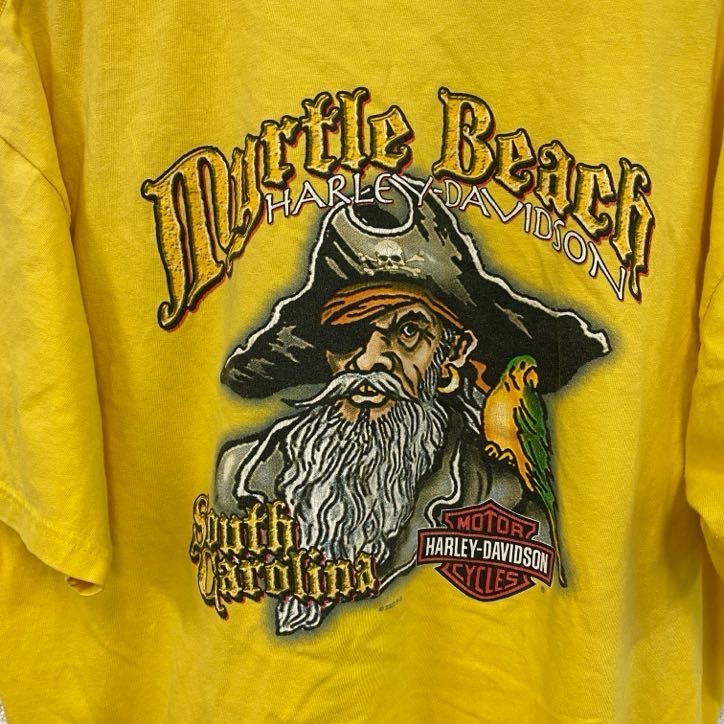 Myrtle Beach
HARLEY-DAVIDSON
South
Carolina
MOTOR
HARLEY-DAVIDSON
CYCLES
®